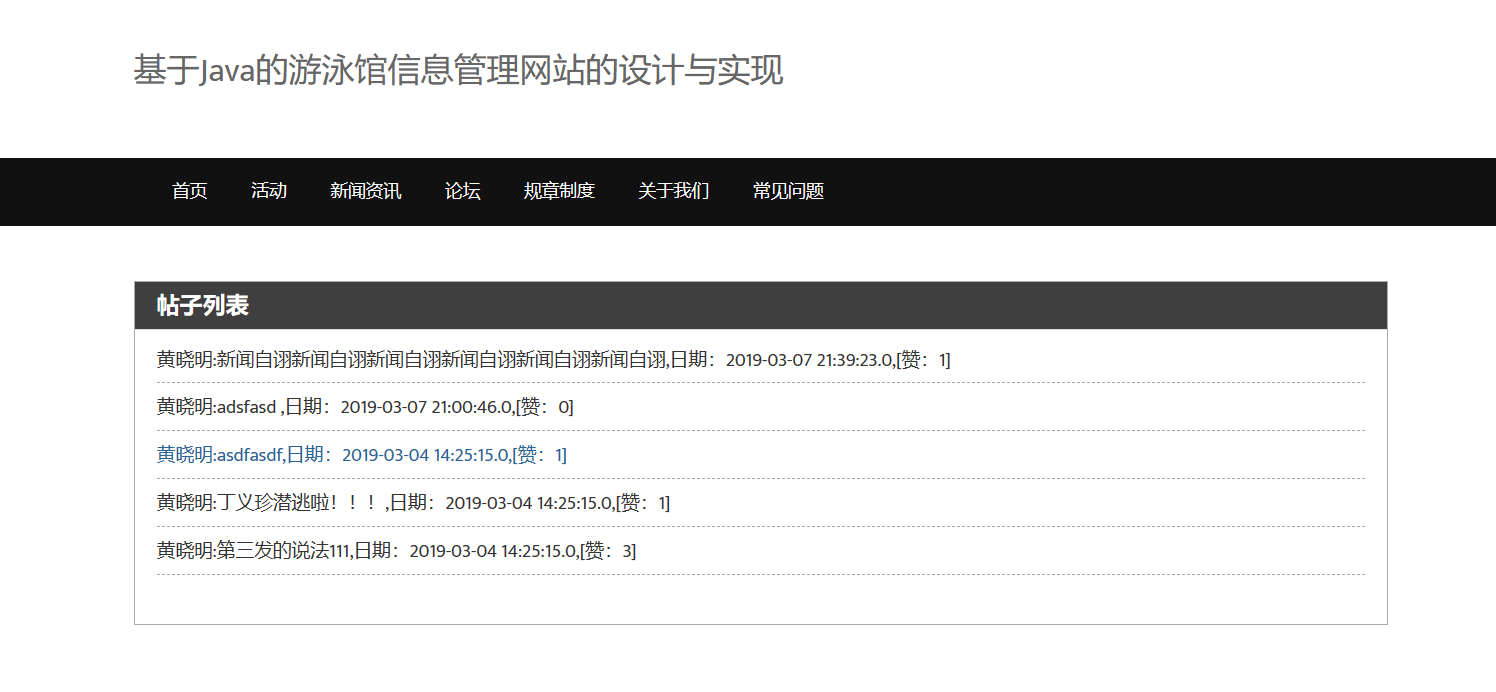 基于Java的游泳馆信息管理网站的设计与实现
首页 活动 新闻资讯 论坛 规章制度 关于我们 常见问题
帖子列表
黄晓明:新闻自诩新闻自诩新闻自诩新闻自诩新闻自诩新闻自诩,日期：2019-03-07 21:39:23.0,[赞：1]
黄晓明:adsfasd ,日期：2019-03-07 21:00:46.0,[赞：0]
黄晓明:asdfasdf,日期：2019-03-04 14:25:15.0,[赞：1]
黄晓明:丁义珍潜逃啦！！！,日期：2019-03-04 14:25:15.0,[赞：1]
黄晓明:第三发的说法111,日期：2019-03-04 14:25:15.0,[赞：3]